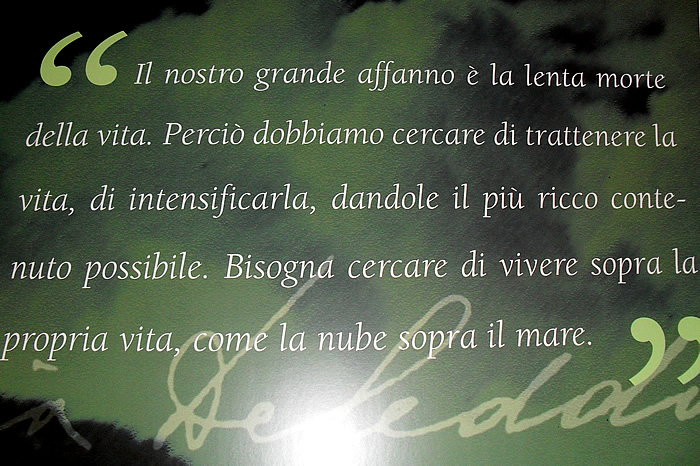 “ Il nostro grande affanno è la lenta morte
della vita. Perciò dobbiamo cercare di trattenere la
vita, di intensificarla, dandole il più ricco conte-
nuto possibile. Bisogna cercare di vivere sopra la
propria vita, come la nube sopra il mare. ”
a Deledda